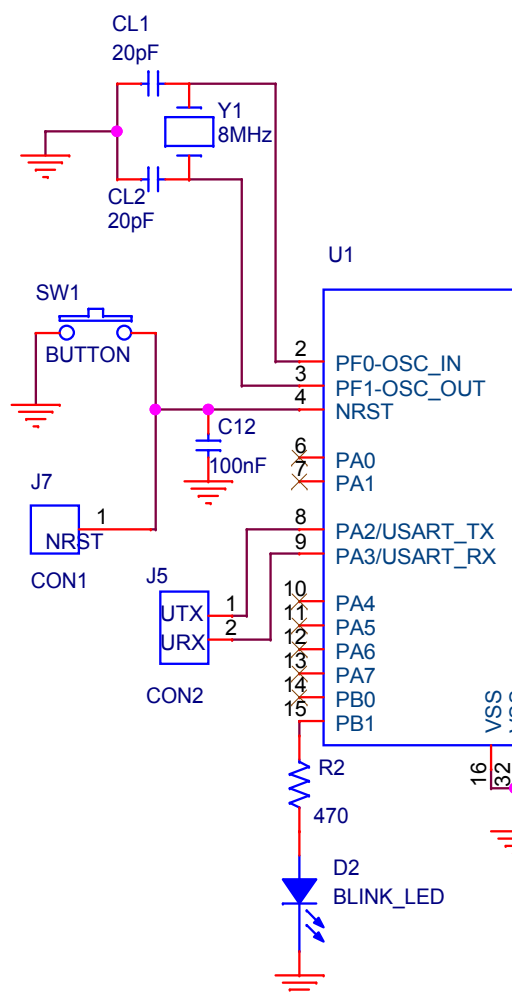 CL1
20pF
Y1
8MHz
CL2
20pF
U1
SW1
BUTTON
2
PF0-OSC_IN
3
PF1-OSC_OUT
4
NRST
C12
100nF
6
PA0
7
PA1
J7
1
NRST
CON1
8
PA2/USART_TX
9
PA3/USART_RX
J5
UTX
1
URX
2
CON2
10
PA4
11
PA5
12
PA6
13
PA7
14
PB0
15
PB1
VSS
16
32
R2
470
D2
BLINK_LED